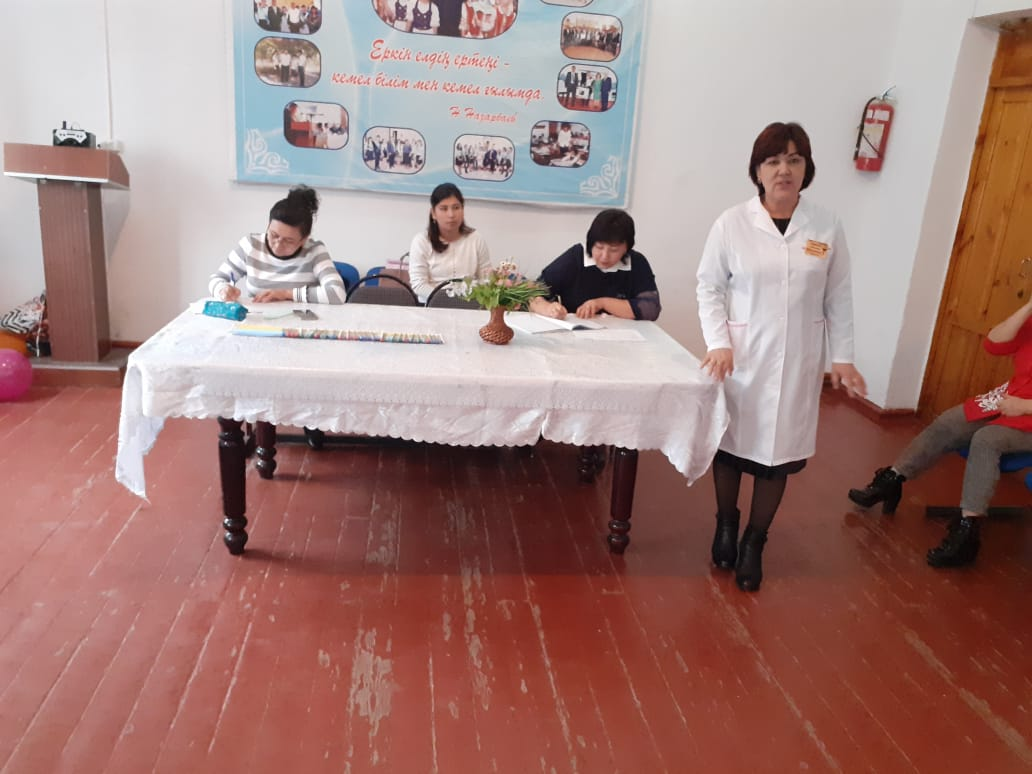 Еркін елдің ертеңі -
кемел білім мен кемел ғылымда.
Н Назарбаев